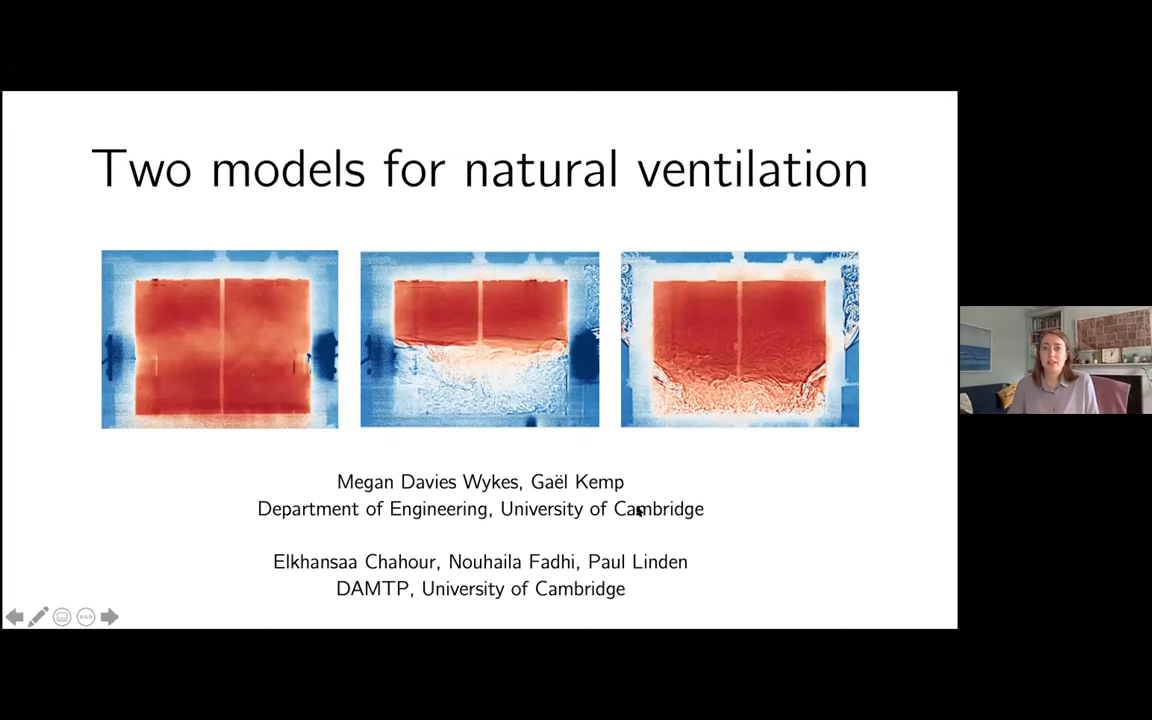 Two models for natural ventilation
Megan Davies Wykes, Gaël Kemp
Department of Engineering, University of Cambridge
Elkhansaa Chahour, Nouhaila Fadhi, Paul Linden
DAMTP, University of Cambridge